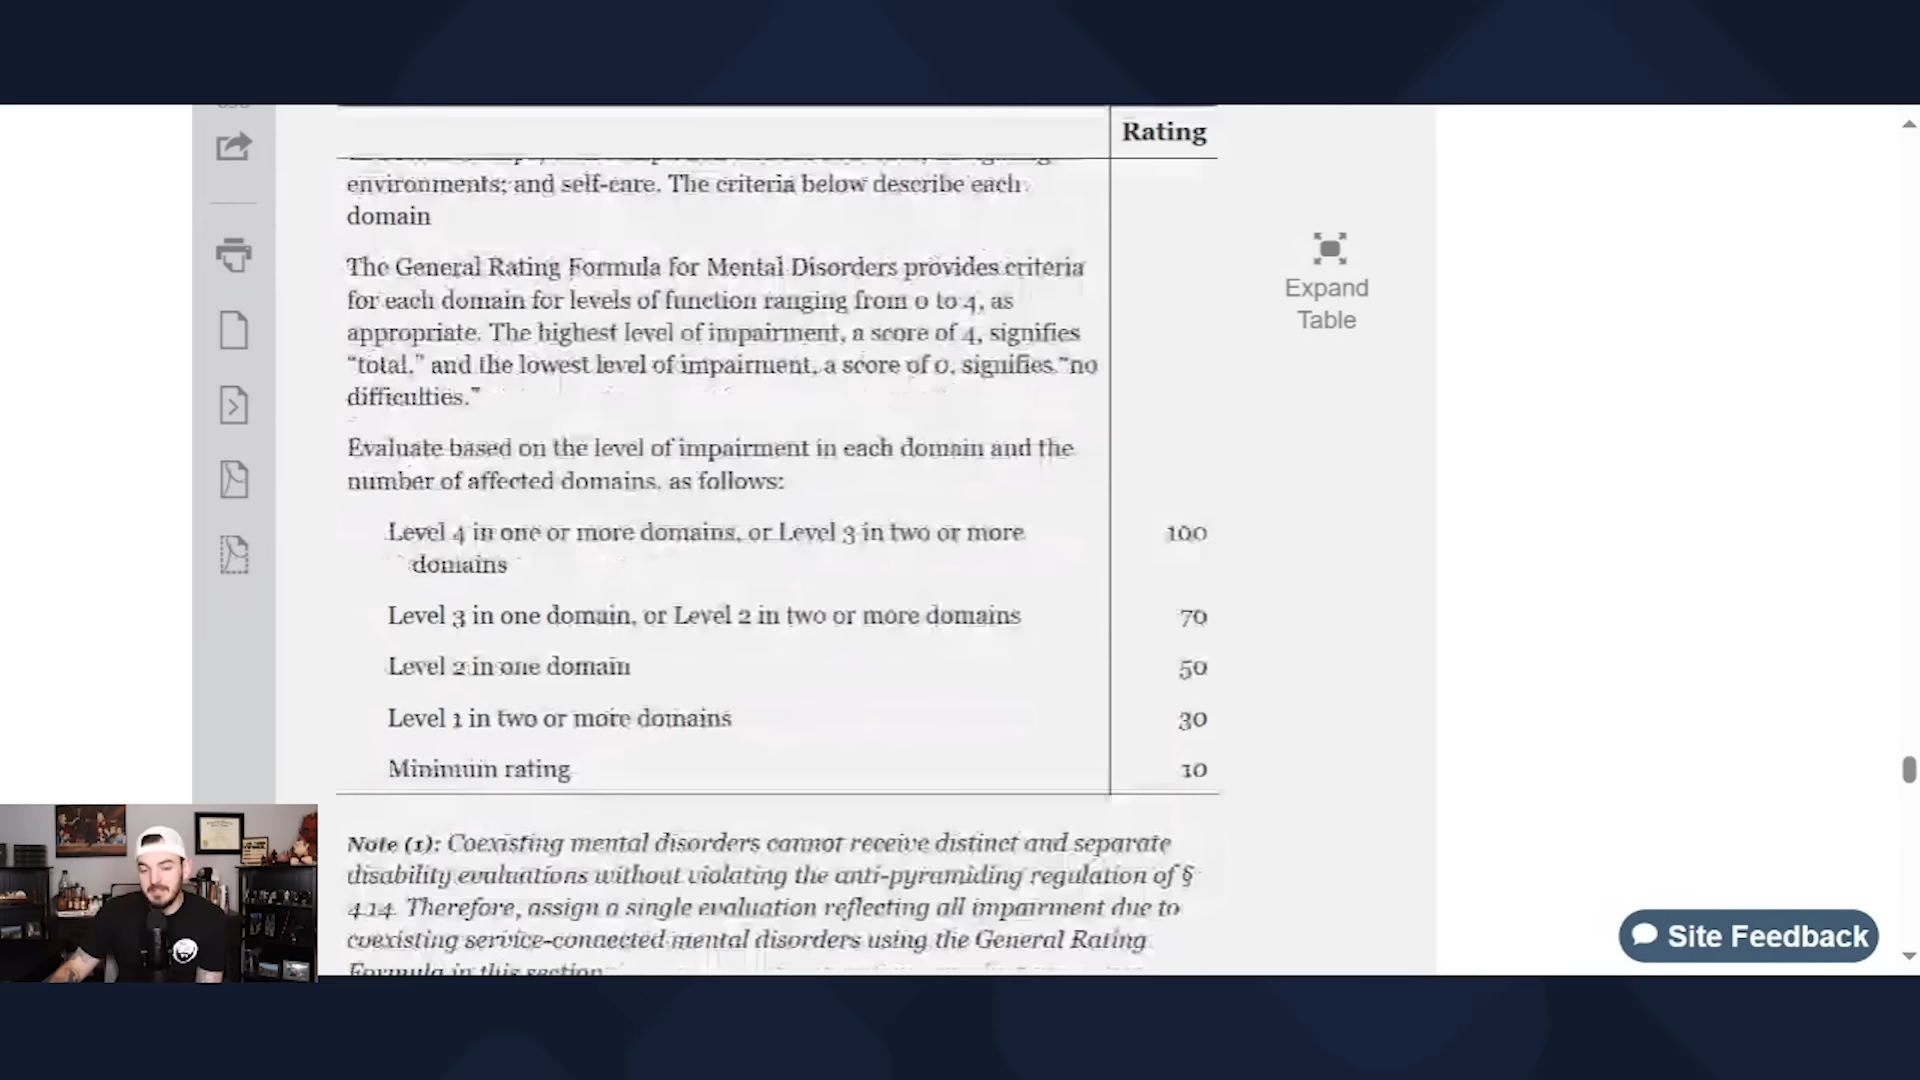 Rating
environments; and self-care. The criteria below describe each
domain
The General Rating Formula for Mental Disorders provides criteria
for each domain for levels of function ranging from 0 to 4, as
appropriate. The highest level of impairment, a score of 4, signifies
“total,” and the lowest level of impairment, a score of 0, signifies “no
difficulties.”
Evaluate based on the level of impairment in each domain and the
number of affected domains, as follows:
Level 4 in one or more domains, or Level 3 in two or more 100
domains
Level 3 in one domain, or Level 2 in two or more domains 70
Level 2 in one domain 50
Level 1 in two or more domains 30
Minimum rating 10
Note (1): Coexisting mental disorders cannot receive distinct and separate
disability evaluations without violating the anti-pyramiding regulation of §
4.14. Therefore, assign a single evaluation reflecting all impairment due to
coexisting service-connected mental disorders using the General Rating
Formula in this section.
Expand
Table
Site Feedback